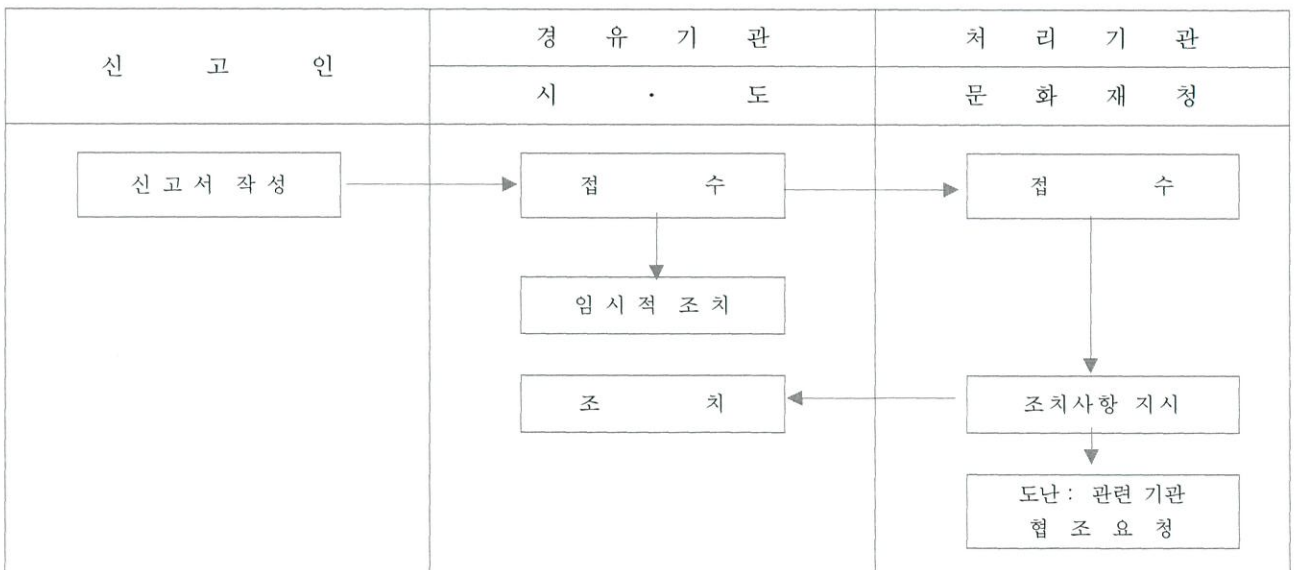 신 고 인
경 유 기 관
처 리 기 관
시 · 도
문 화 재 청
신 고 서 작 성
접 수
접 수
임 시 적 조 치
조 치
조치사항 지시
도난 : 관련 기관
협 조 요 청